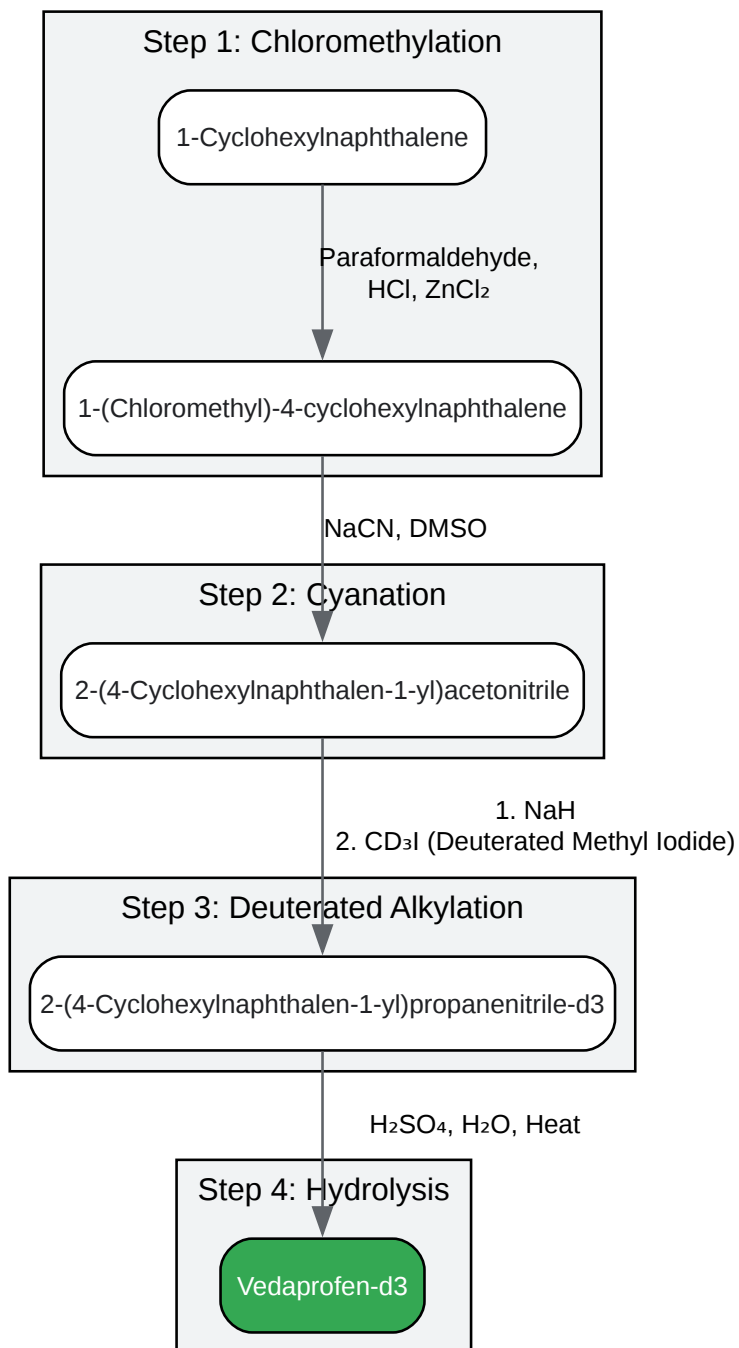 Step 1: Chloromethylation
1-Cyclohexylnaphthalene
Paraformaldehyde,
HCl, ZnCl₂
1-(Chloromethyl)-4-cyclohexylnaphthalene
NaCN, DMSO
Step 2: Cyanation
2-(4-Cyclohexylnaphthalen-1-yl)acetonitrile
1. NaH
2. CD₃I (Deuterated Methyl Iodide)
Step 3: Deuterated Alkylation
2-(4-Cyclohexylnaphthalen-1-yl)propanenitrile-d3
H₂SO₄, H₂O, Heat
Step 4: Hydrolysis
Vedaprofen-d3